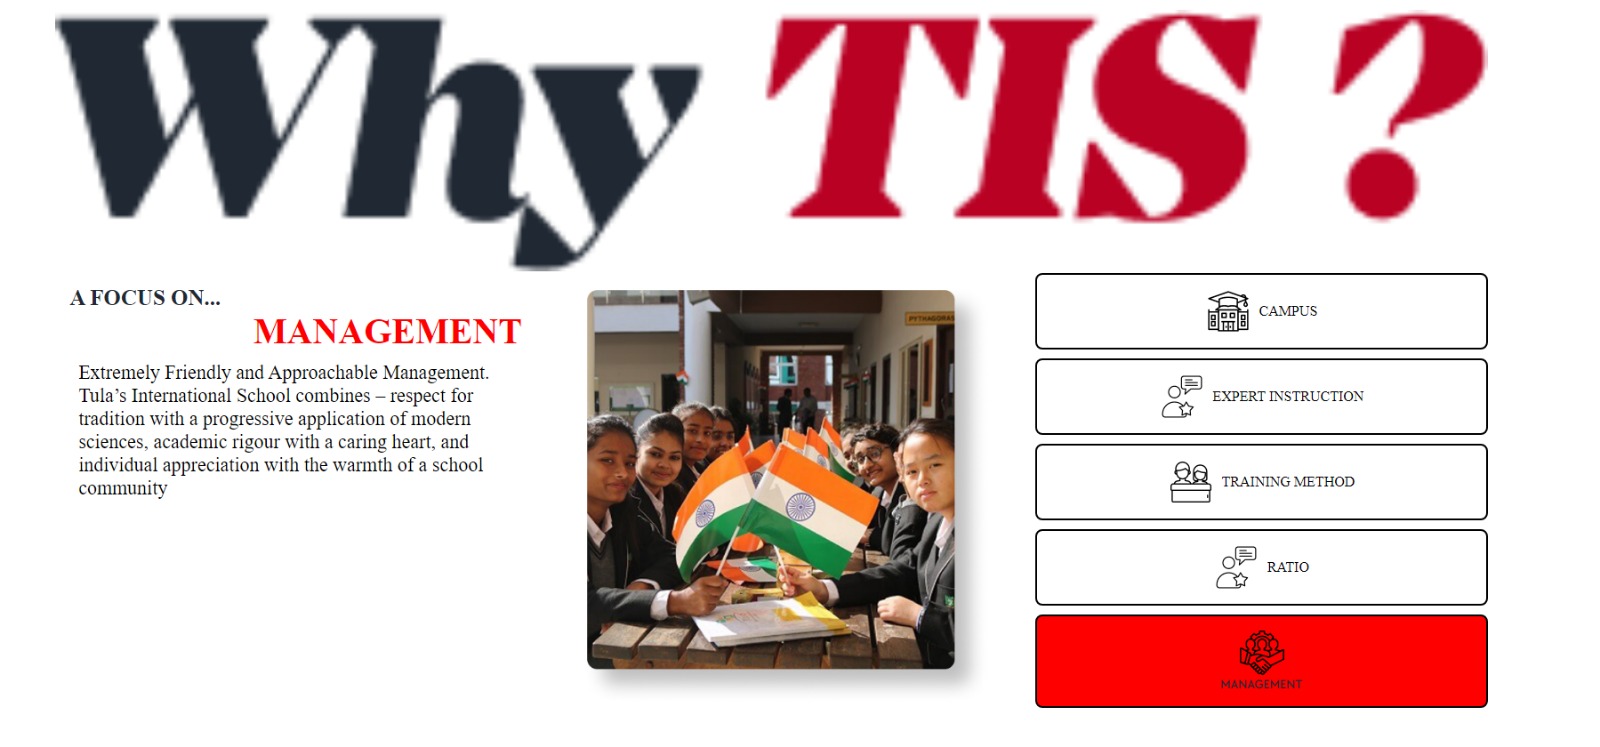 Why TIS ?
A FOCUS ON...
MANAGEMENT
Extremely Friendly and Approachable Management.
Tula’s International School combines – respect for
tradition with a progressive application of modern
sciences, academic rigour with a caring heart, and
individual appreciation with the warmth of a school
community
PYTHAGORAS
CAMPUS
EXPERT INSTRUCTION
TRAINING METHOD
RATIO
MANAGEMENT